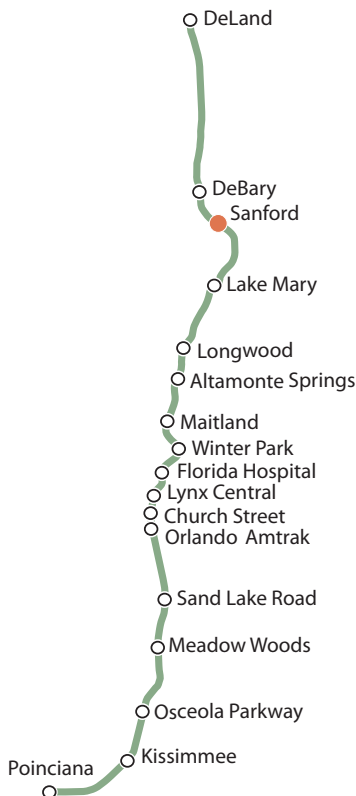 DeLand
DeBary
Sanford
Lake Mary
Longwood
Altamonte Springs
Maitland
Winter Park
Florida Hospital
Lynx Central
Church Street
Orlando Amtrak
Sand Lake Road
Meadow Woods
Osceola Parkway
Kissimmee
Poinciana